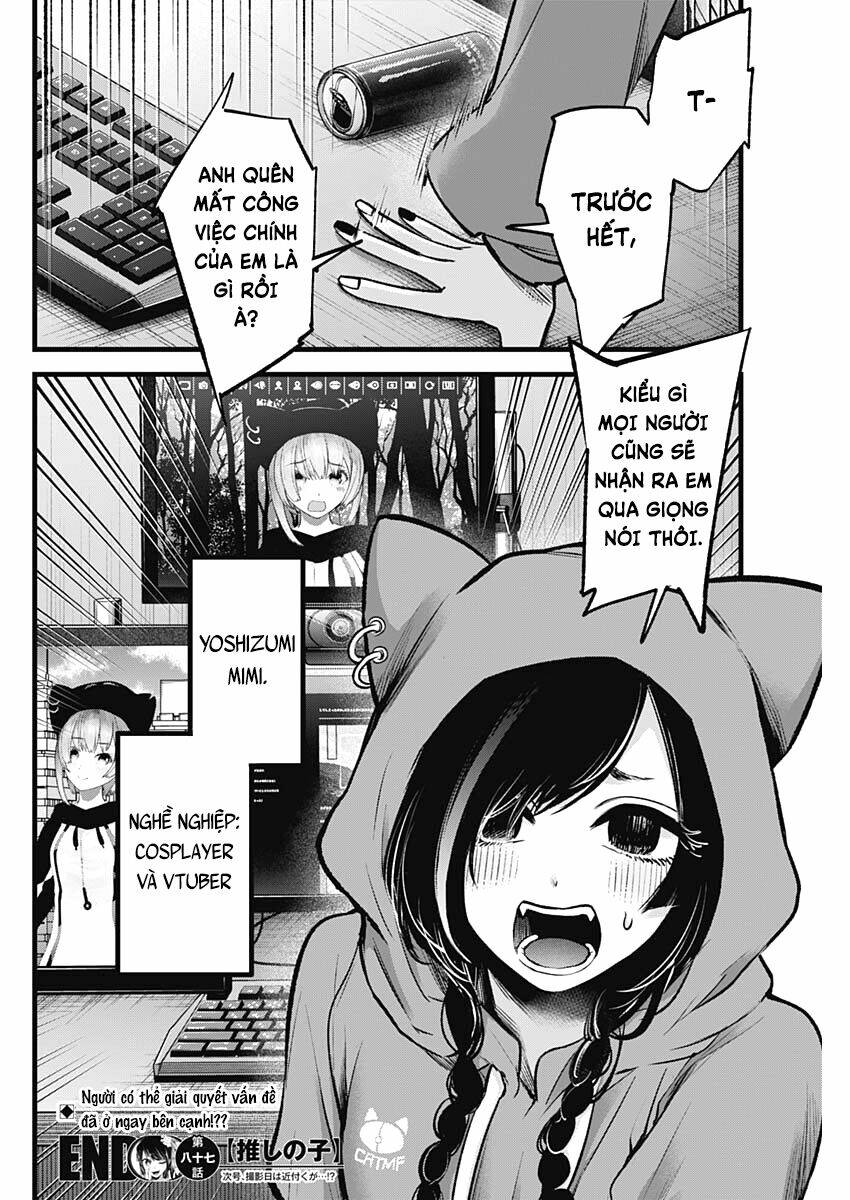 T-
TRƯỚC
HẾT,
ANH QUÊN
MẤT CÔNG
VIỆC CHÍNH
CỦA EM LÀ
GÌ RỒI
À?
KIỂU GÌ
MỌI NGƯỜI
CŨNG SẼ
NHẬN RA EM
QUA GIỌNG
NÓI THÔI.
YOSHIZUMI
MIMI.
NGHỀ NGHIỆP:
COSPLAYER
VÀ VTUBER
CATMF
Người có thể giải quyết vấn đề
đã ở ngay bên cạnh!??
END
第八十七話
【推しの子】
次号、撮影日は近付くが…!?